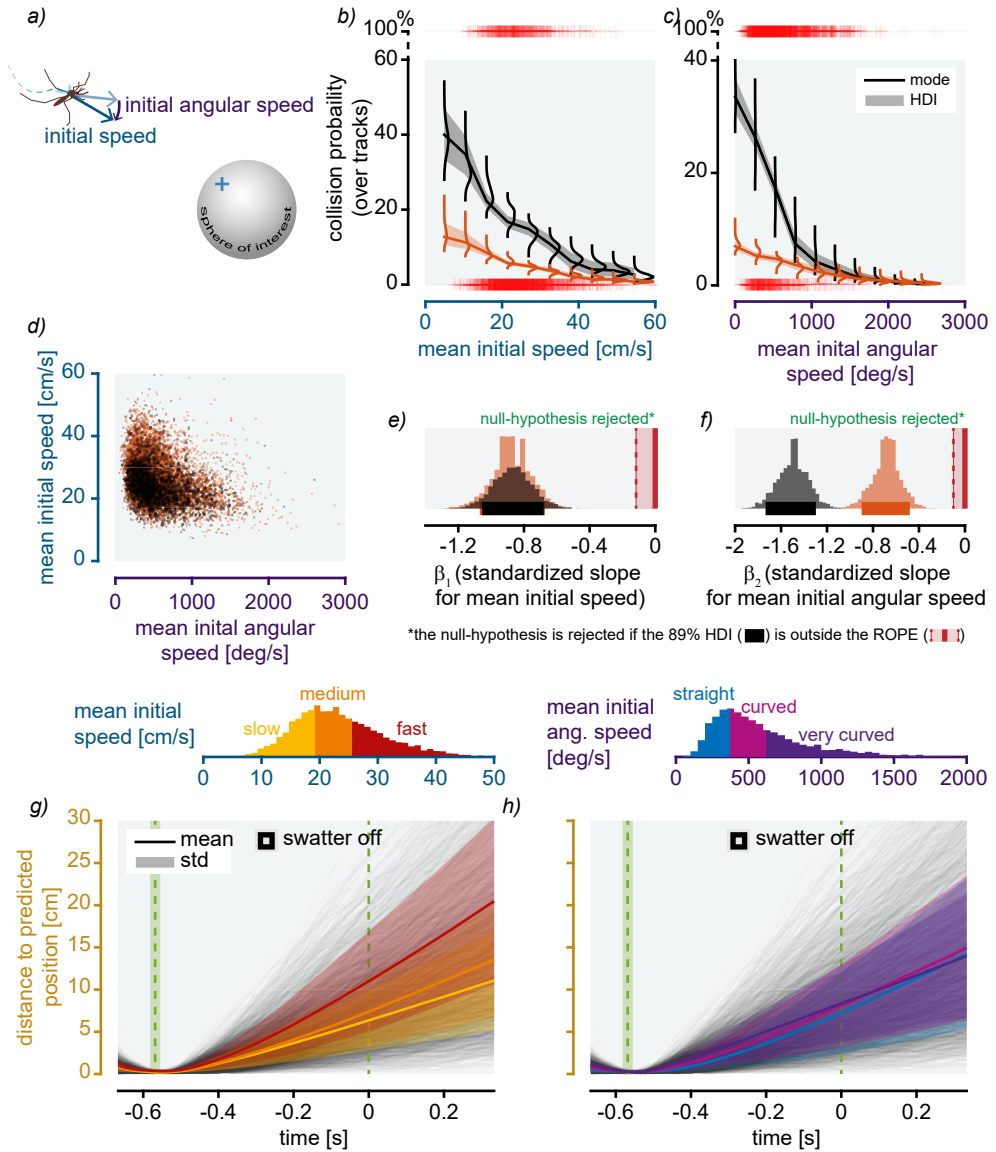 a)
initial angular speed
initial speed
sphere of interest
b)
100%
60
40
20
0
collision probability
(over tracks)
0 20 40 60
mean initial speed [cm/s]
c)
100%
40
20
0
mode
HDI
0 1000 2000 3000
mean inital angular
speed [deg/s]
d)
60
40
20
0
mean initial speed [cm/s]
0 1000 2000 3000
mean inital angular
speed [deg/s]
e)
null-hypothesis rejected*
-1.2 -0.8 -0.4 0
β1 (standardized slope
for mean initial speed)
f)
null-hypothesis rejected*
-2 -1.6 -1.2 -0.8 -0.4 0
β2 (standardized slope
for mean initial angular speed
*the null-hypothesis is rejected if the 89% HDI ( ) is outside the ROPE ( )
mean initial
speed [cm/s]
slow
medium
fast
0 10 20 30 40 50
mean initial
ang. speed
[deg/s]
straight
curved
very curved
0 500 1000 1500 2000
g)
30
25
20
15
10
5
0
distance to predicted
position [cm]
mean
std
swatter off
-0.6 -0.4 -0.2 0 0.2
time [s]
h)
swatter off
-0.6 -0.4 -0.2 0 0.2
time [s]